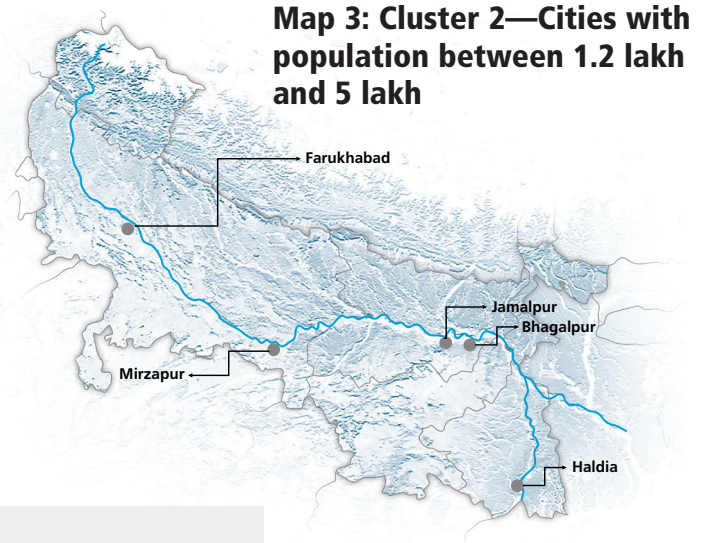 Map 3: Cluster 2—Cities with
population between 1.2 lakh
and 5 lakh
Farukhabad
Jamalpur
Bhagalpur
Mirzapur
Haldia